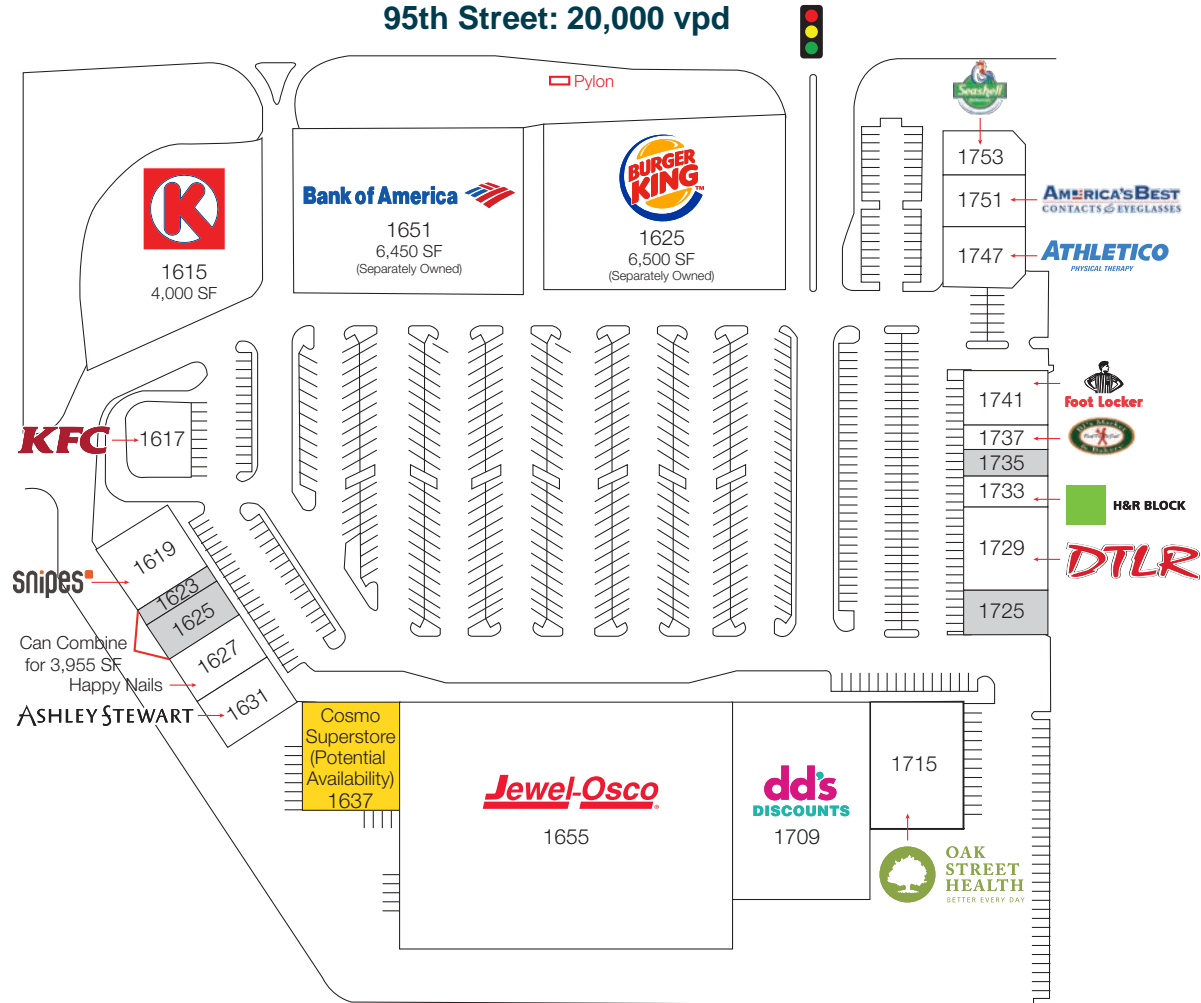 95th Street: 20,000 vpd
Pylon
Seashell
1753
K
Bank of America
1651
6,450 SF
(Separately Owned)
BURGER
KING™
1625
6,500 SF
(Separately Owned)
1751
AMERICA'S BEST
CONTACTS & EYEGLASSES
1747
ATHLETICO
PHYSICAL THERAPY
1615
4,000 SF
1741
Foot Locker
KFC
1617
1737
1735
1733
H&R BLOCK
1729
DTLR
1725
snipes
1619
1623
1625
Can Combine
for 3,955 SF
1627
Happy Nails
ASHLEY STEWART
1631
Cosmo
Superstore
(Potential
Availability)
1637
Jewel-Osco
1655
dd's
DISCOUNTS
1709
1715
OAK
STREET
HEALTH
BETTER EVERY DAY